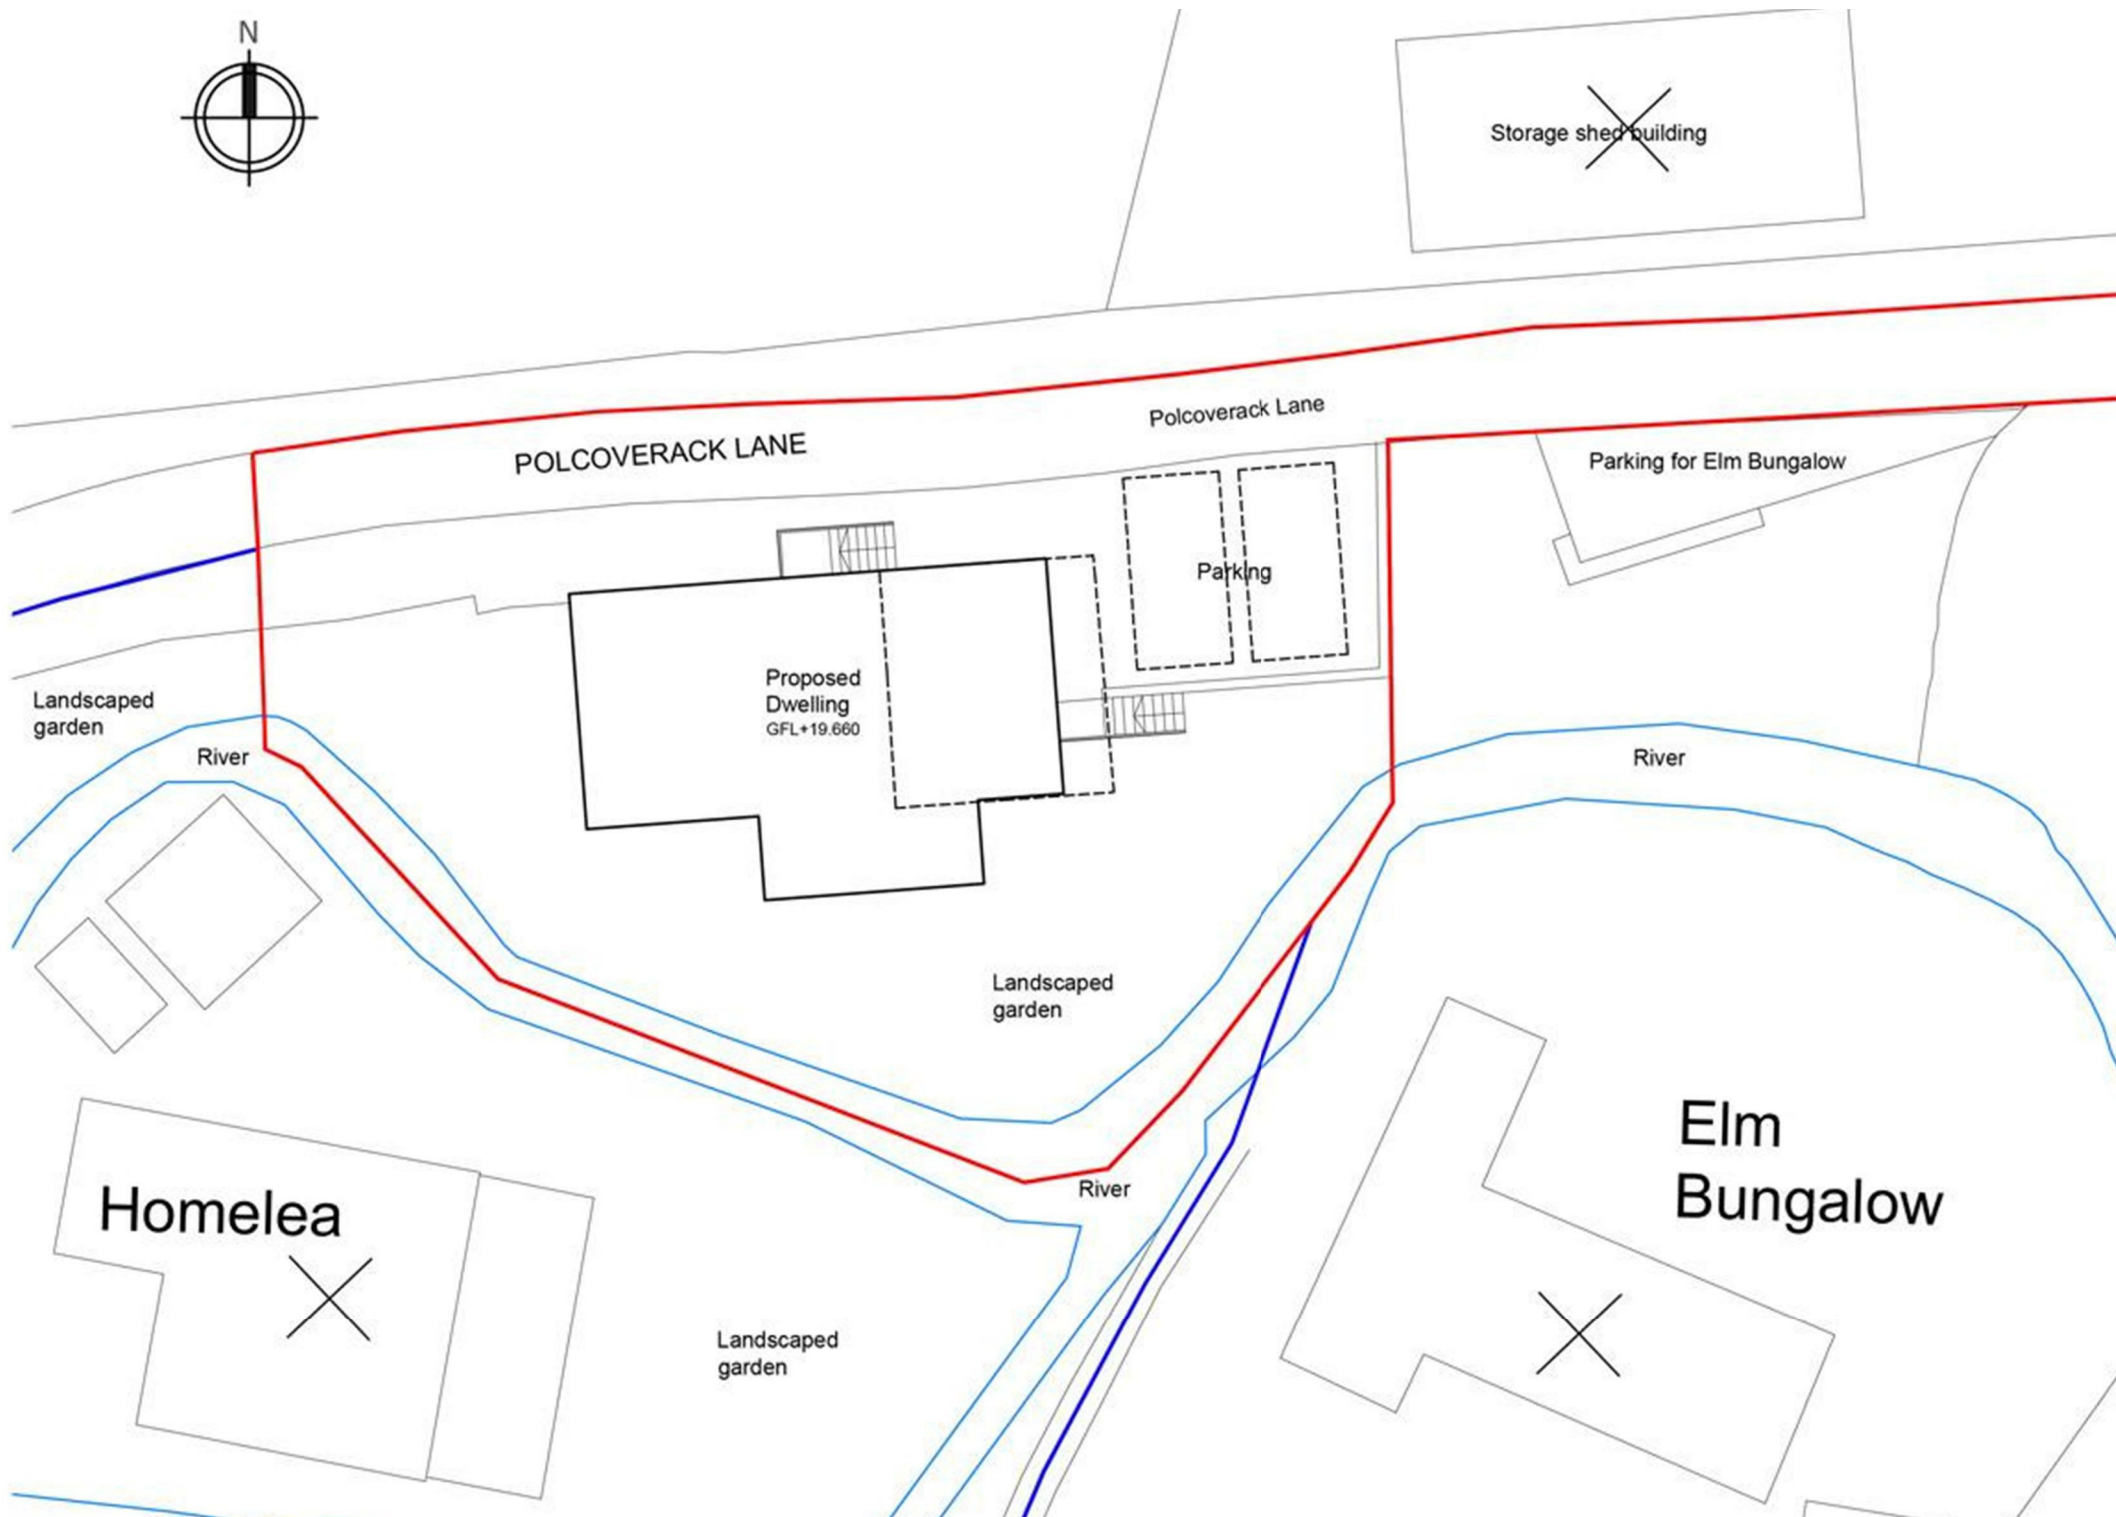 N
Storage shed building
Polcoverack Lane
POLCOVERACK LANE
Parking for Elm Bungalow
Parking
Proposed
Dwelling
GFL+19.660
Landscaped
garden
River
River
Landscaped
garden
Elm
Bungalow
River
Homelea
Landscaped
garden